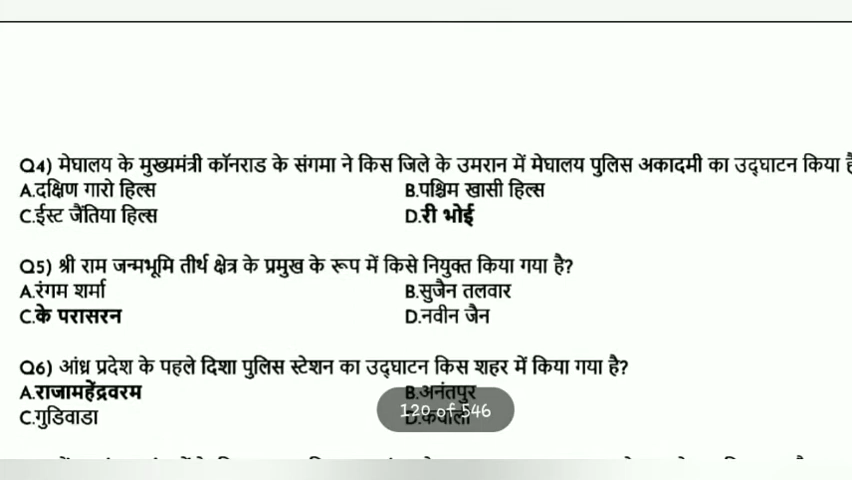 Q4) मेघालय के मुख्यमंत्री कॉनराड के संगमा ने किस जिले के उमरान में मेघालय पुलिस अकादमी का उद्घाटन किया
A.दक्षिण गारो हिल्स B.पश्चिम खासी हिल्स
C.ईस्ट जैंतिया हिल्स D.री भोई
Q5) श्री राम जन्मभूमि तीर्थ क्षेत्र के प्रमुख के रूप में किसे नियुक्त किया गया है?
A.रंगम शर्मा B.सुजैन तलवार
C.के परासरन D.नवीन जैन
Q6) आंध्र प्रदेश के पहले दिशा पुलिस स्टेशन का उद्घाटन किस शहर में किया गया है?
A.राजामहेंद्रवरम B.अनंतपुर
C.गुडिवाडा
120 of 546